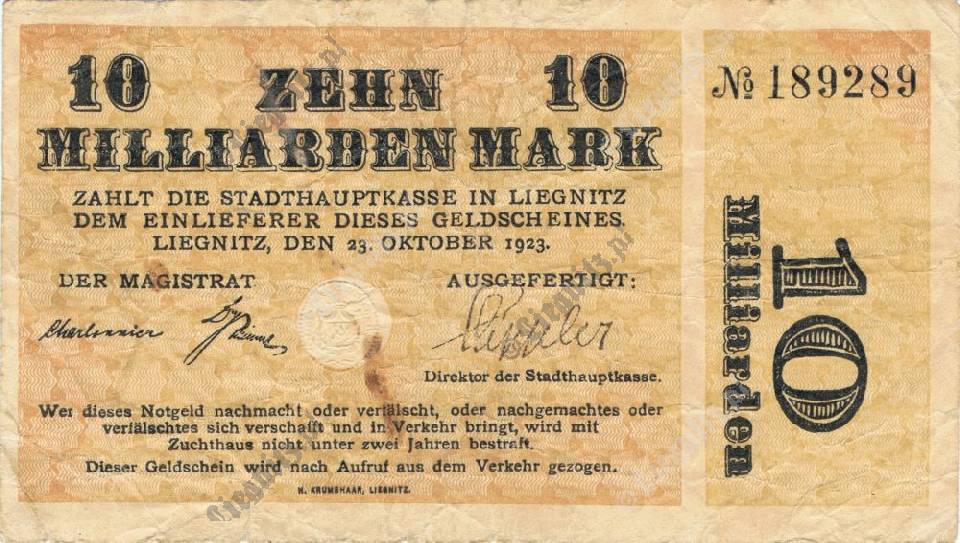 10 ZEHN 10
MILLIARDEN MARK
ZAHLT DIE STADTHAUPTKASSE IN LIEGNITZ
DEM EINLIEFERER DIESES GELDSCHEINES.
LIEGNITZ, DEN 23. OKTOBER 1923.
DER MAGISTRAT
AUSGEFERTIGT:
Charbonnier
Direktor der Stadthauptkasse.
Wer dieses Notgeld nachmacht oder verfälscht, oder nachgemachtes oder
verfälschtes sich verschafft und in Verkehr bringt, wird mit
Zuchthaus nicht unter zwei Jahren bestraft.
Dieser Geldschein wird nach Aufruf aus dem Verkehr gezogen.
H. KRUMBHAAR, LIEGNITZ.
№ 189289
10
Milliarden
Liegnitz.pl